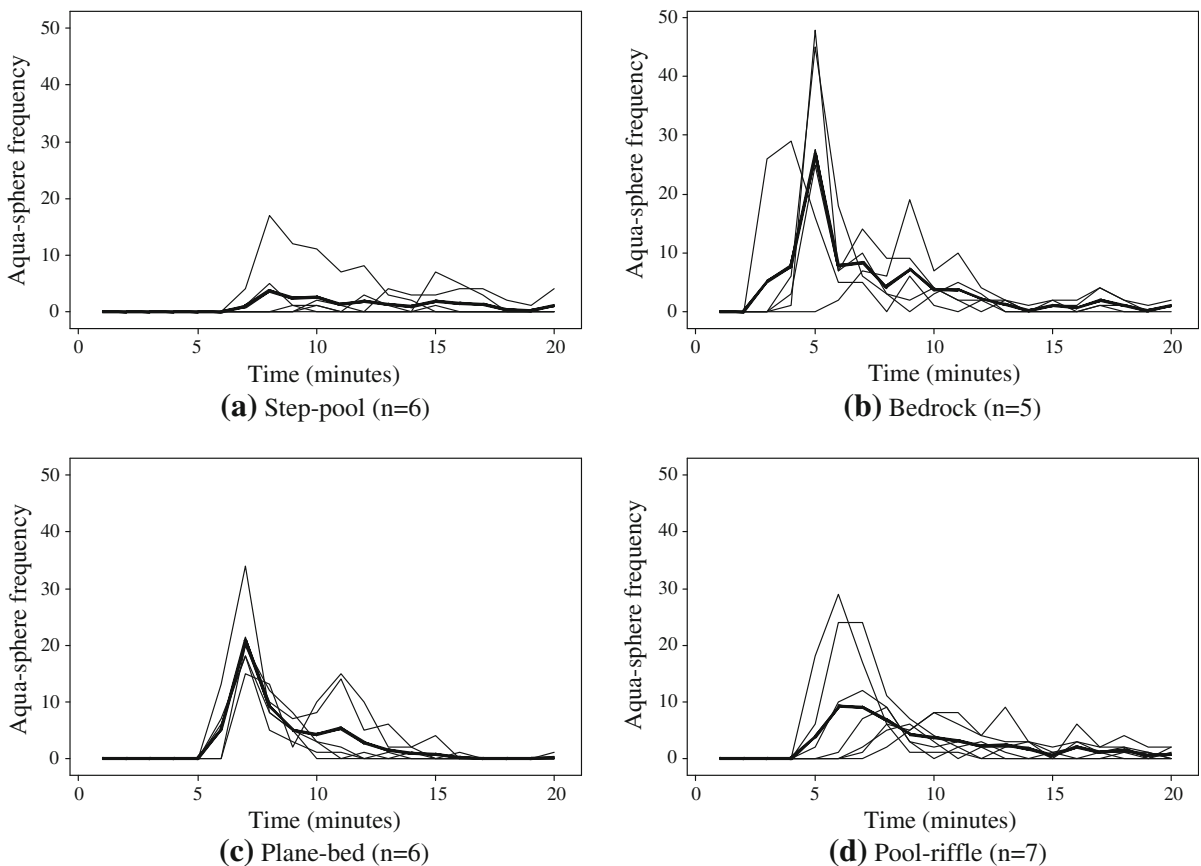 Aqua-sphere frequency
50
40
30
20
10
0
0 5 10 15 20
Time (minutes)
(a) Step-pool (n=6)
Aqua-sphere frequency
50
40
30
20
10
0
0 5 10 15 20
Time (minutes)
(b) Bedrock (n=5)
Aqua-sphere frequency
50
40
30
20
10
0
0 5 10 15 20
Time (minutes)
(c) Plane-bed (n=6)
Aqua-sphere frequency
50
40
30
20
10
0
0 5 10 15 20
Time (minutes)
(d) Pool-riffle (n=7)